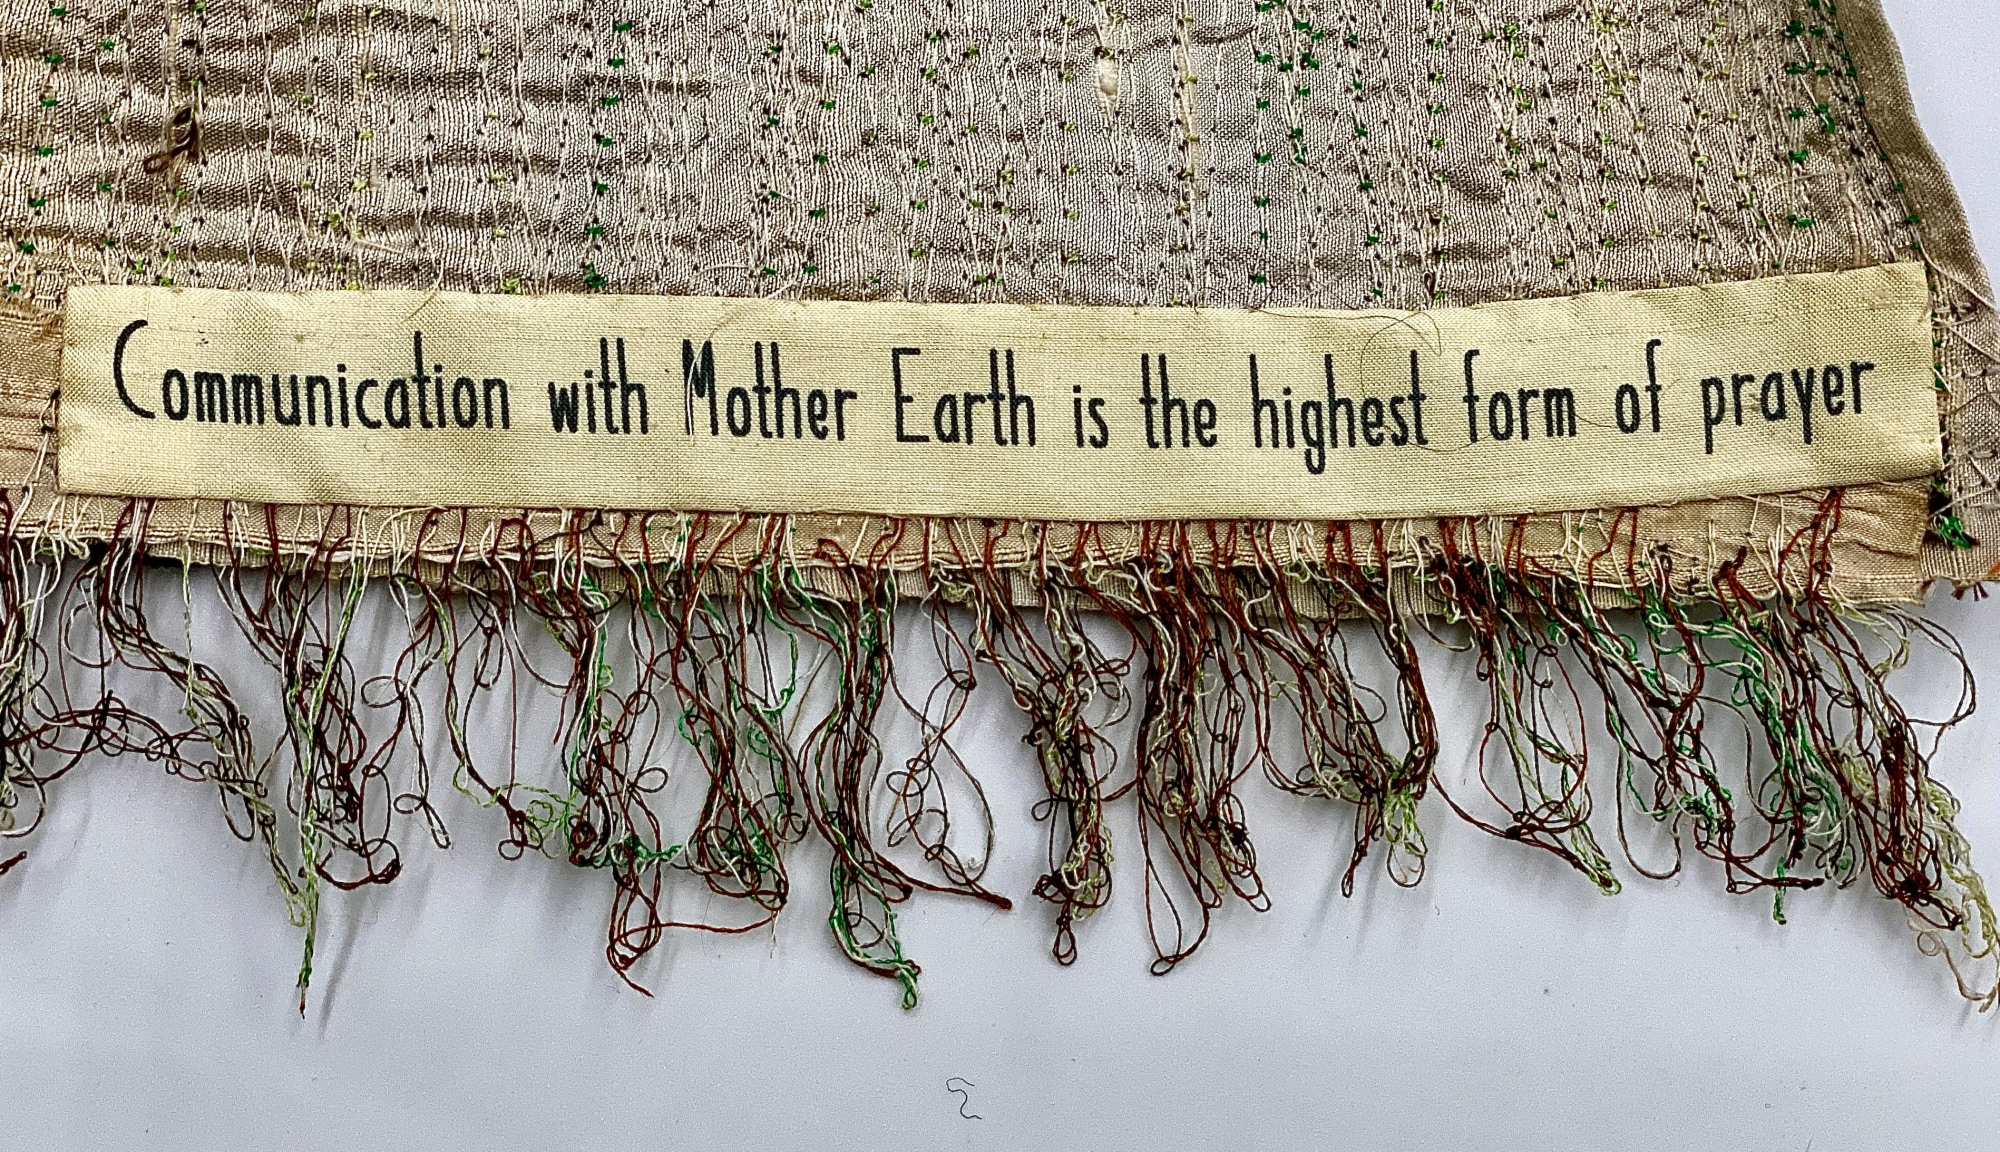 Communication with Mother Earth is the highest form of prayer